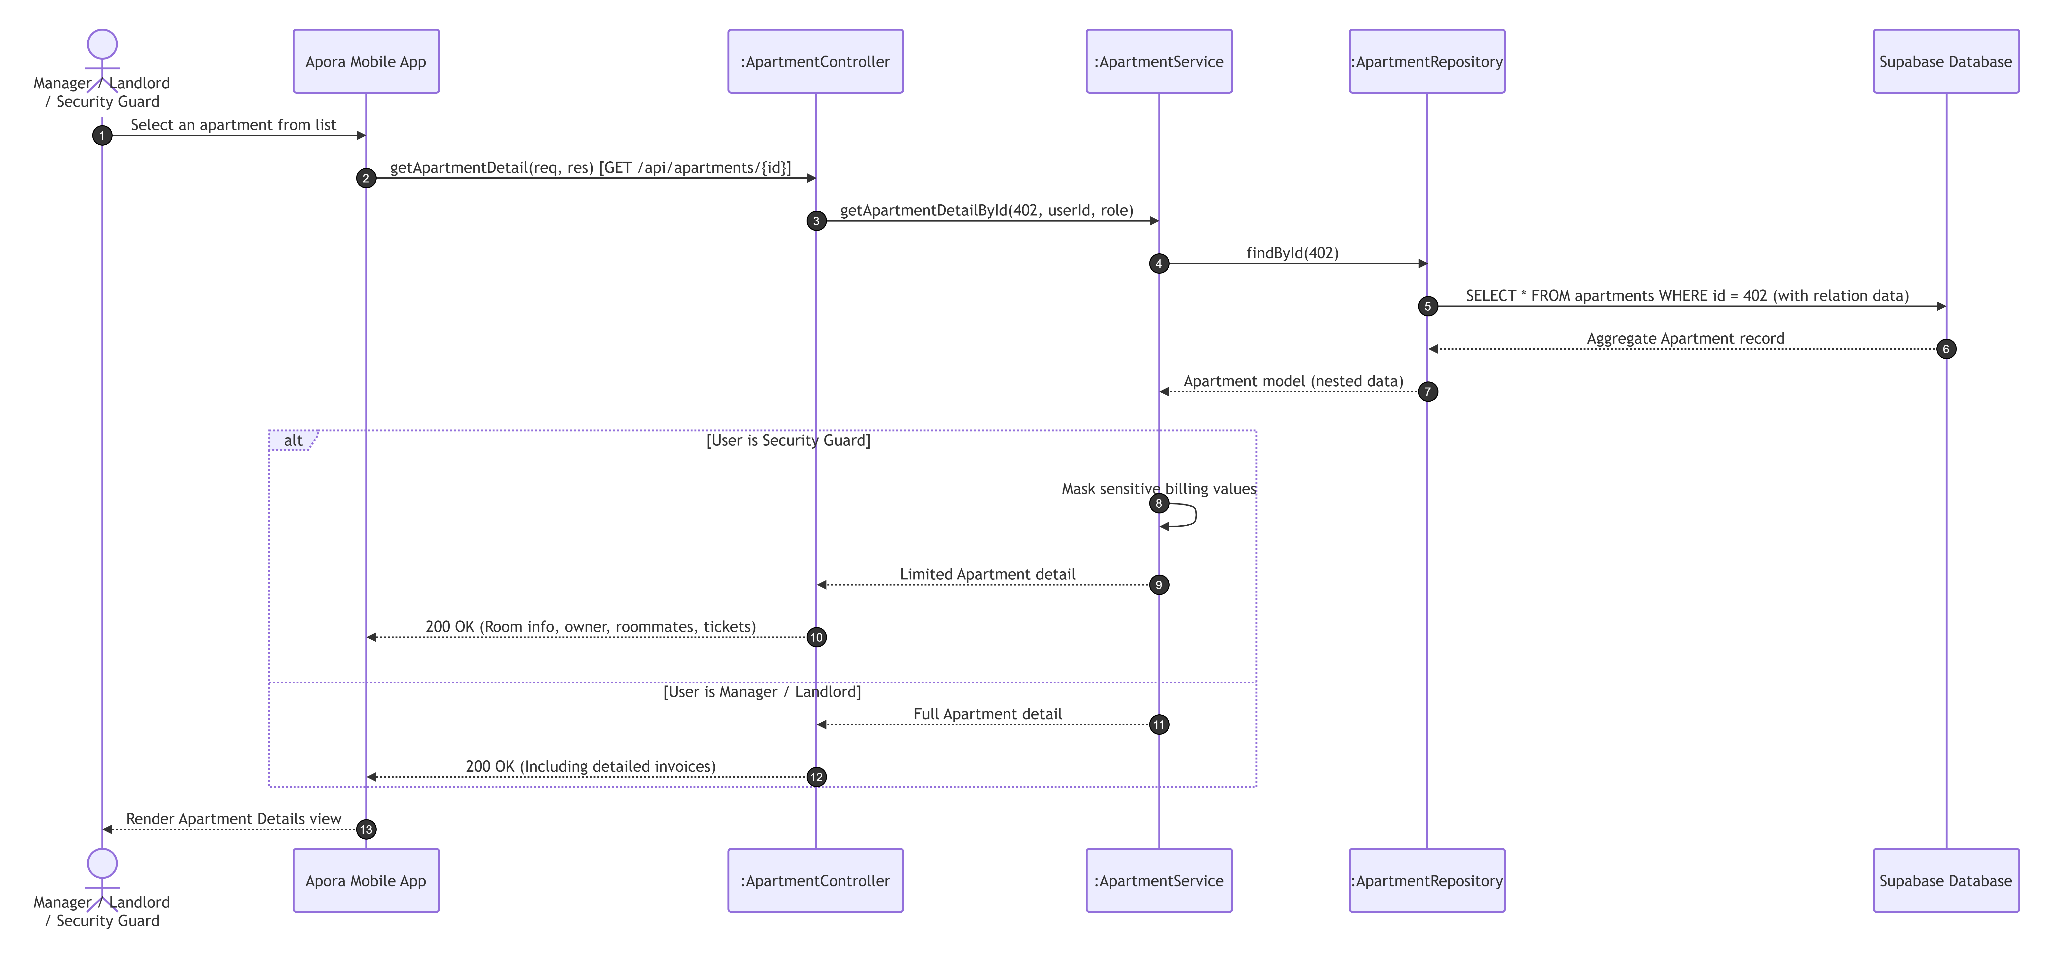 Manager / Landlord
/ Security Guard
Apora Mobile App
:ApartmentController
:ApartmentService
:ApartmentRepository
Supabase Database
1
Select an apartment from list
2
getApartmentDetail(req, res) [GET /api/apartments/{id}]
3
getApartmentDetailById(402, userId, role)
4
findById(402)
5
SELECT * FROM apartments WHERE id = 402 (with relation data)
Aggregate Apartment record
6
Apartment model (nested data)
7
alt
[User is Security Guard]
Mask sensitive billing values
8
Limited Apartment detail
9
200 OK (Room info, owner, roommates, tickets)
10
[User is Manager / Landlord]
Full Apartment detail
11
200 OK (Including detailed invoices)
12
Render Apartment Details view
13
Manager / Landlord
/ Security Guard
Apora Mobile App
:ApartmentController
:ApartmentService
:ApartmentRepository
Supabase Database